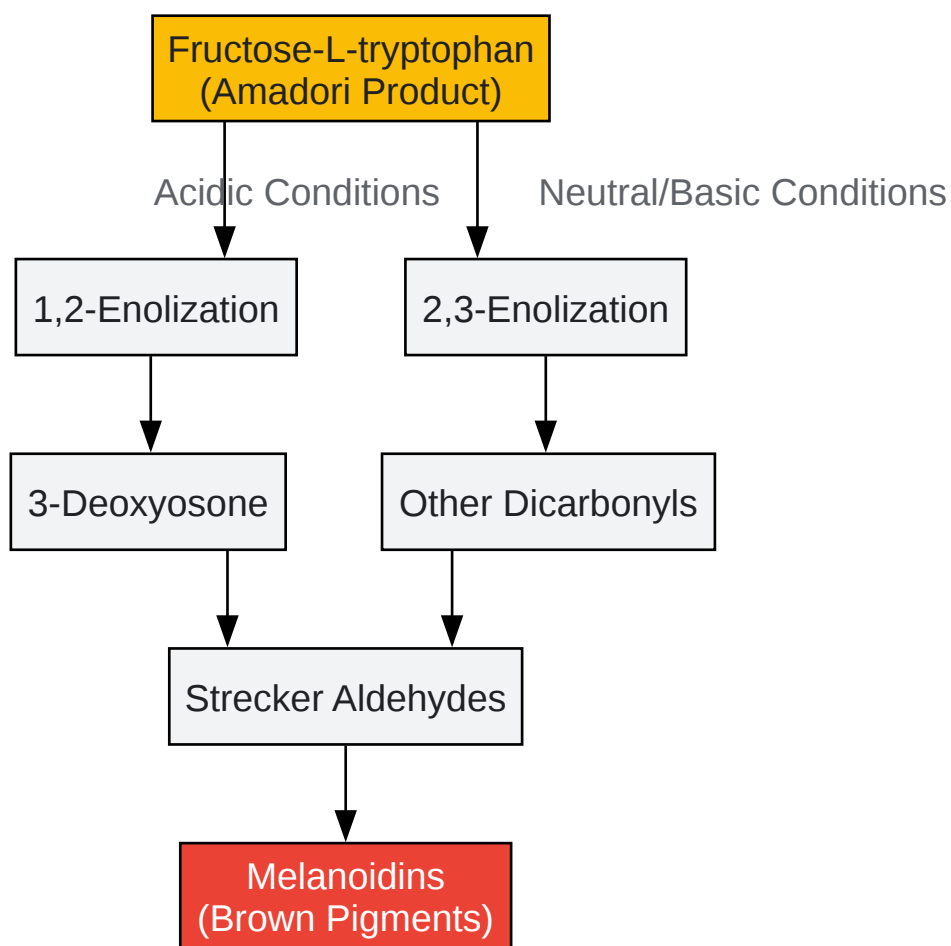 Fructose-L-tryptophan
(Amadori Product)
Acidic Conditions
Neutral/Basic Conditions
1,2-Enolization
2,3-Enolization
3-Deoxyosone
Other Dicarbonyls
Strecker Aldehydes
Melanoidins
(Brown Pigments)